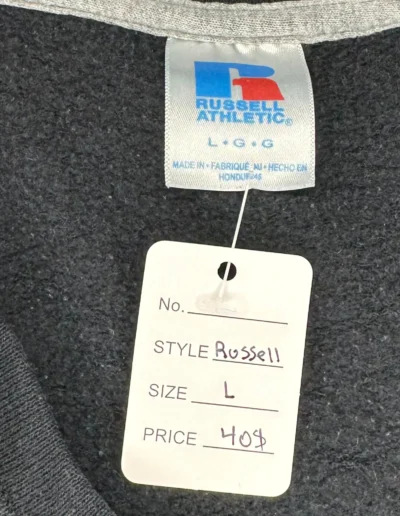 RUSSELL
ATHLETIC®
L•G•G
MADE IN • FABRIQUÉ AU • HECHO EN
HONDURAS
No.
STYLE Russell
SIZE L
PRICE 40$